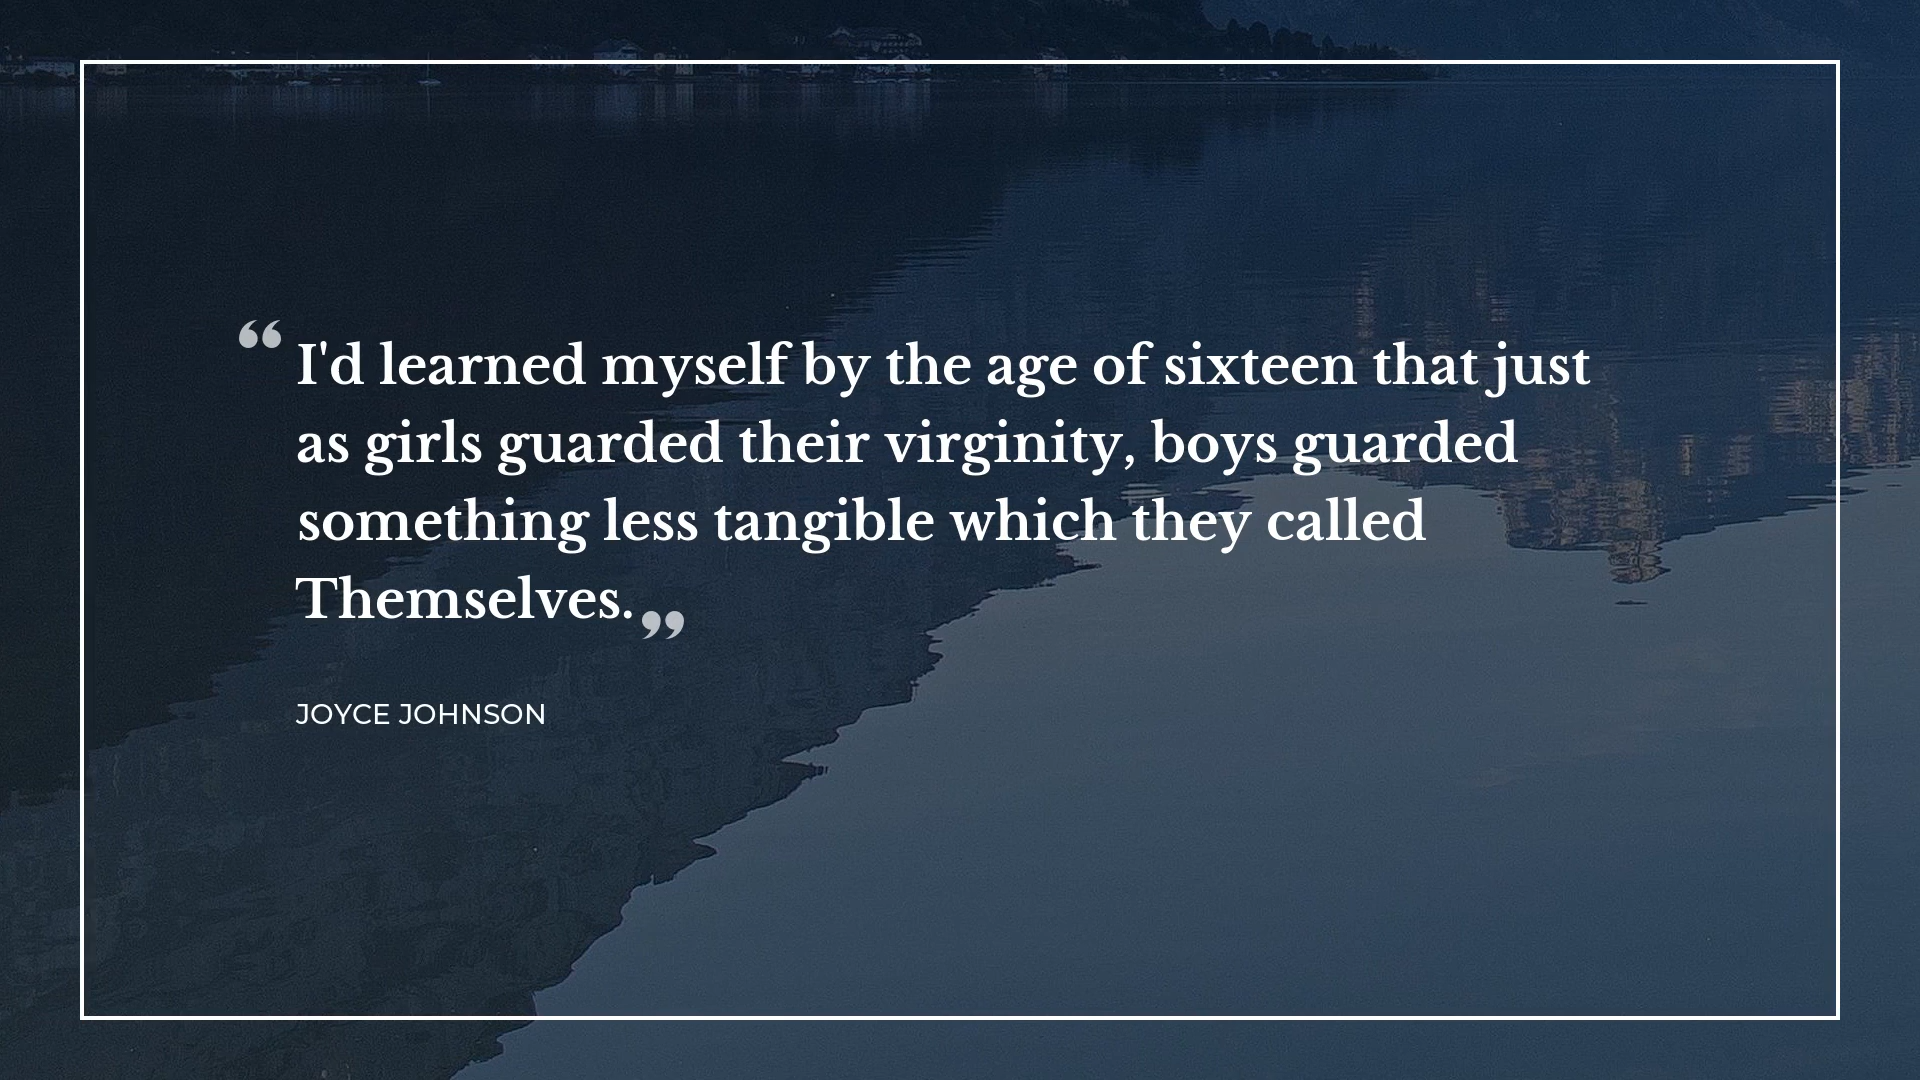 “I'd learned myself by the age of sixteen that just
as girls guarded their virginity, boys guarded
something less tangible which they called
Themselves.”
JOYCE JOHNSON